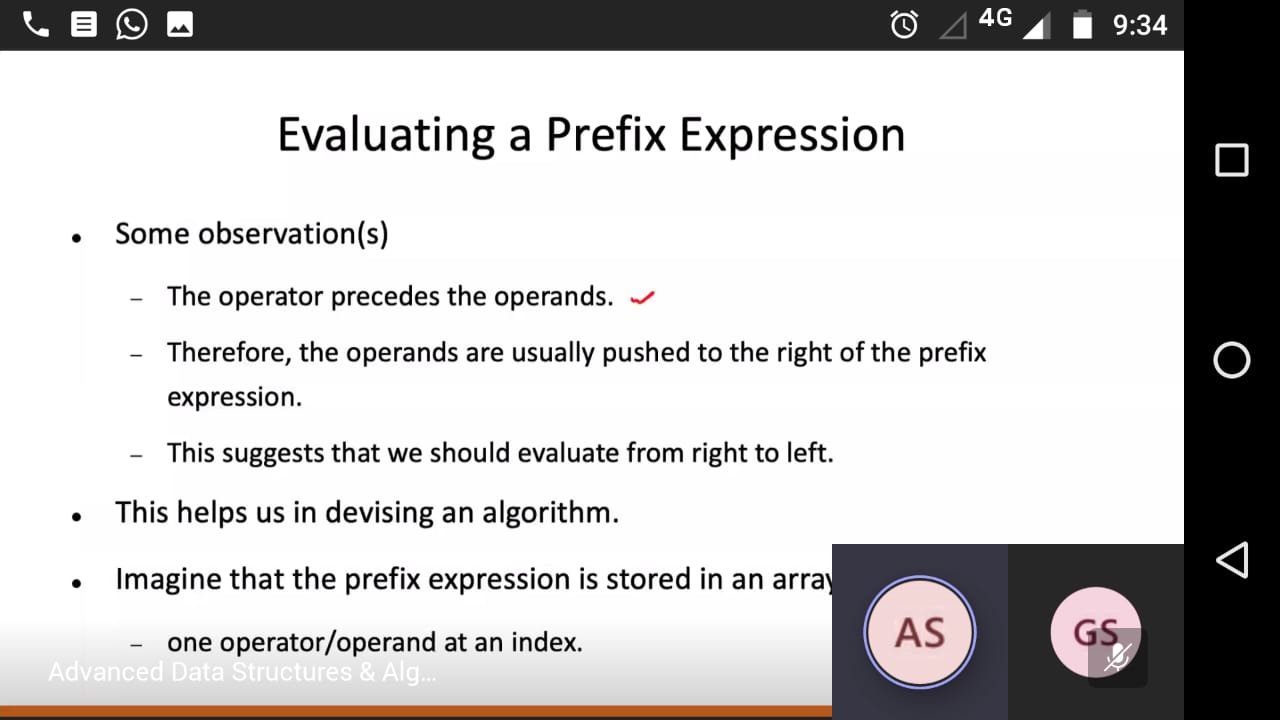 4G 9:34
Evaluating a Prefix Expression
• Some observation(s)
– The operator precedes the operands.
– Therefore, the operands are usually pushed to the right of the prefix
expression.
– This suggests that we should evaluate from right to left.
• This helps us in devising an algorithm.
• Imagine that the prefix expression is stored in an array
– one operator/operand at an index.
Advanced Data Structures & Alg...
AS GS